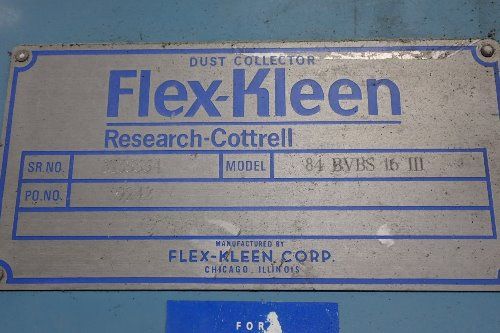 DUST COLLECTOR
Flex-Kleen
Research-Cottrell
SR.NO. MODEL 84 BVBS 16 III
PO.NO.
MANUFACTURED BY
FLEX-KLEEN CORP.
CHICAGO, ILLINOIS
FOR